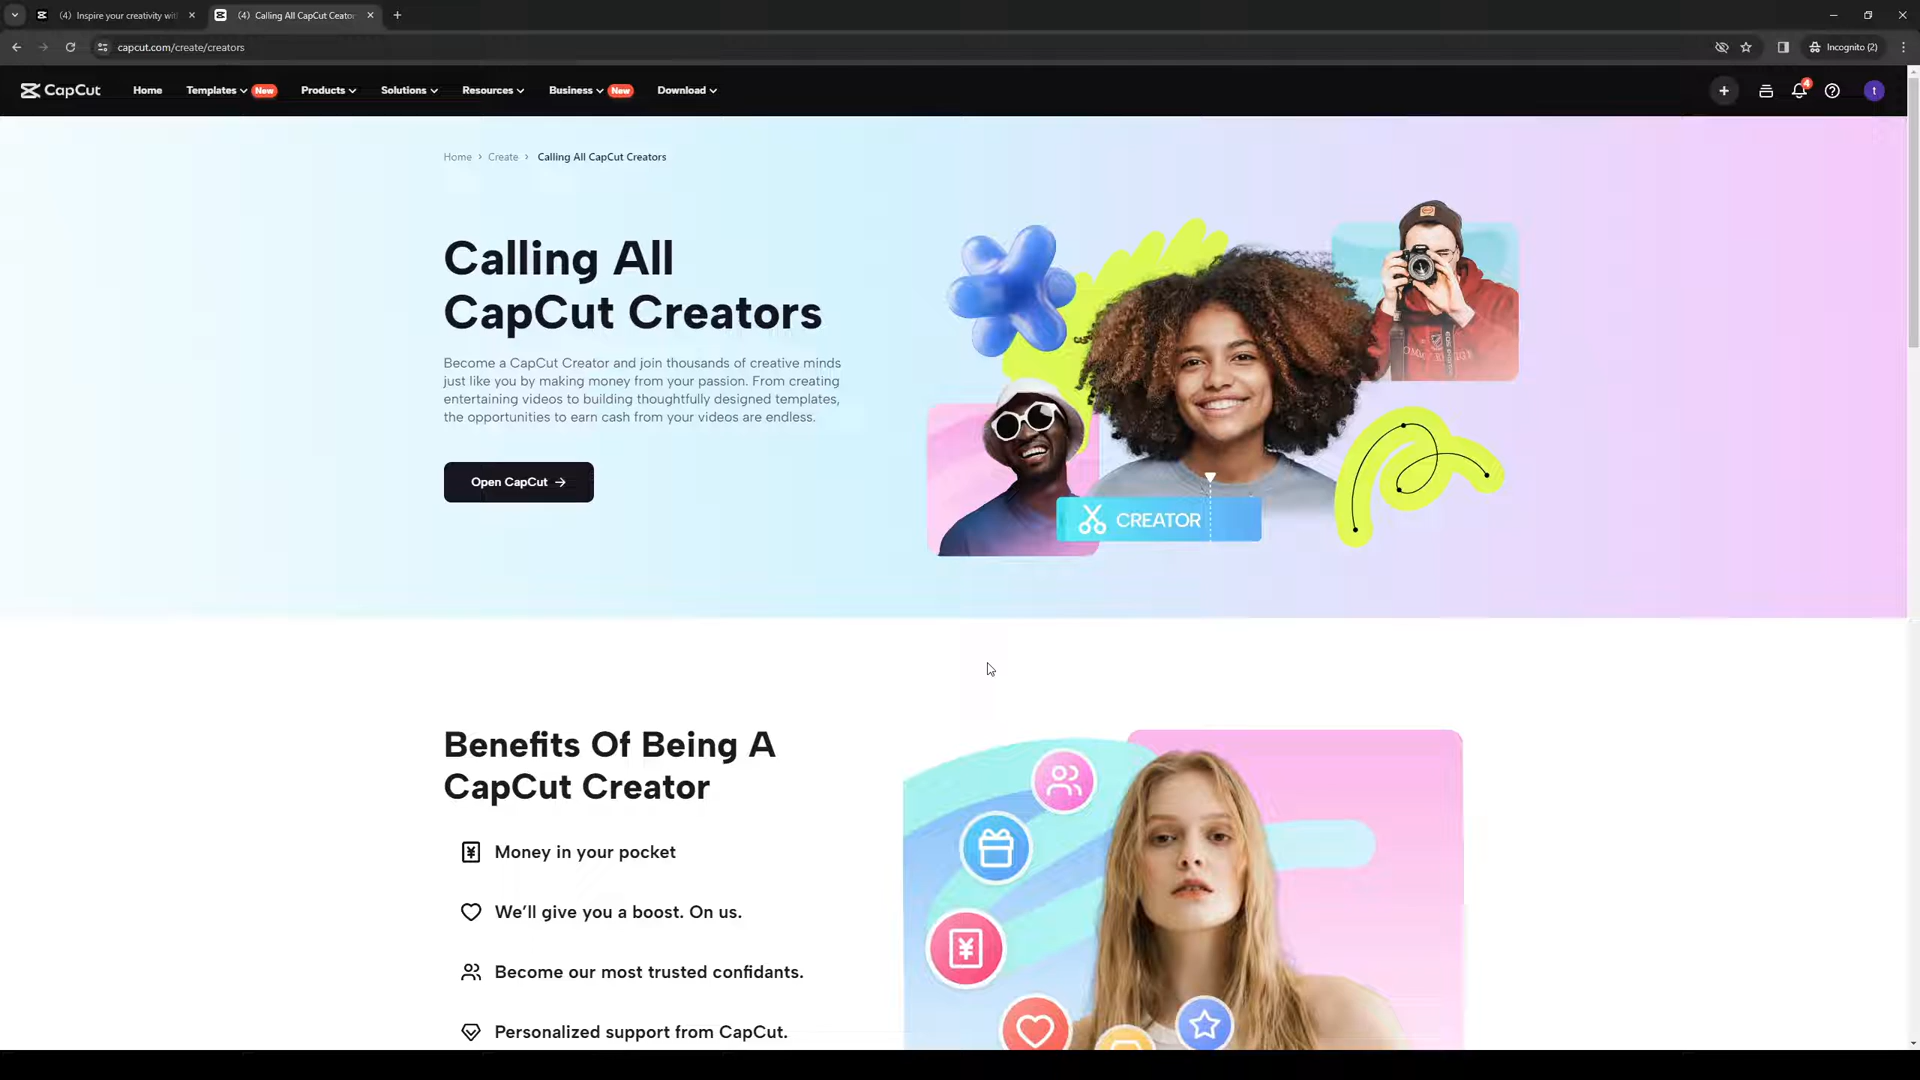 (4) Inspire your creativity wit
(4) Calling All CapCut Ceator
capcut.com/create/creators
Incognito (2)
CapCut
Home
Templates
New
Products
Solutions
Resources
Business
New
Download
4
t
Home > Create > Calling All CapCut Creators
Calling All
CapCut Creators
Become a CapCut Creator and join thousands of creative minds
just like you by making money from your passion. From creating
entertaining videos to building thoughtfully designed templates,
the opportunities to earn cash from your videos are endless.
Open CapCut →
CREATOR
Benefits Of Being A
CapCut Creator
Money in your pocket
We'll give you a boost. On us.
Become our most trusted confidants.
Personalized support from CapCut.